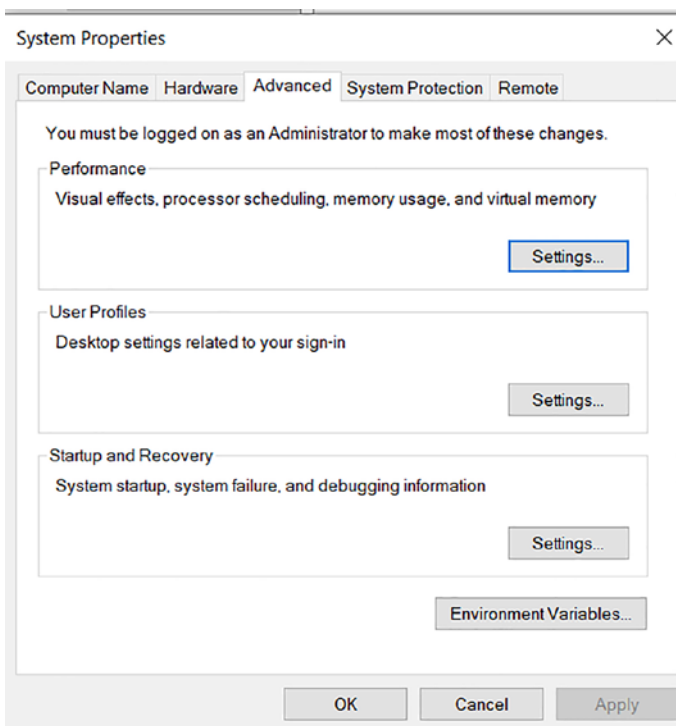 System Properties
Computer Name Hardware Advanced System Protection Remote
You must be logged on as an Administrator to make most of these changes.
Performance
Visual effects, processor scheduling, memory usage, and virtual memory
Settings...
User Profiles
Desktop settings related to your sign-in
Settings...
Startup and Recovery
System startup, system failure, and debugging information
Settings...
Environment Variables...
OK Cancel Apply